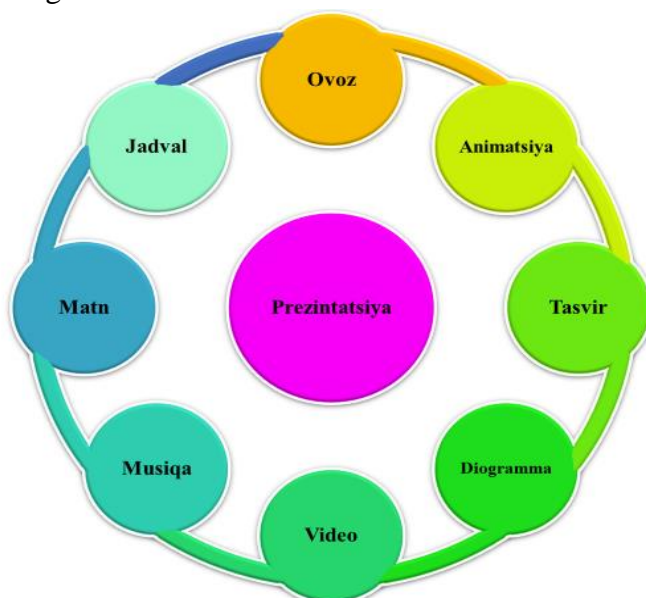 Ovoz
Animatsiya
Tasvir
Diogramma
Video
Musiqa
Matn
Jadval
Prezintatsiya